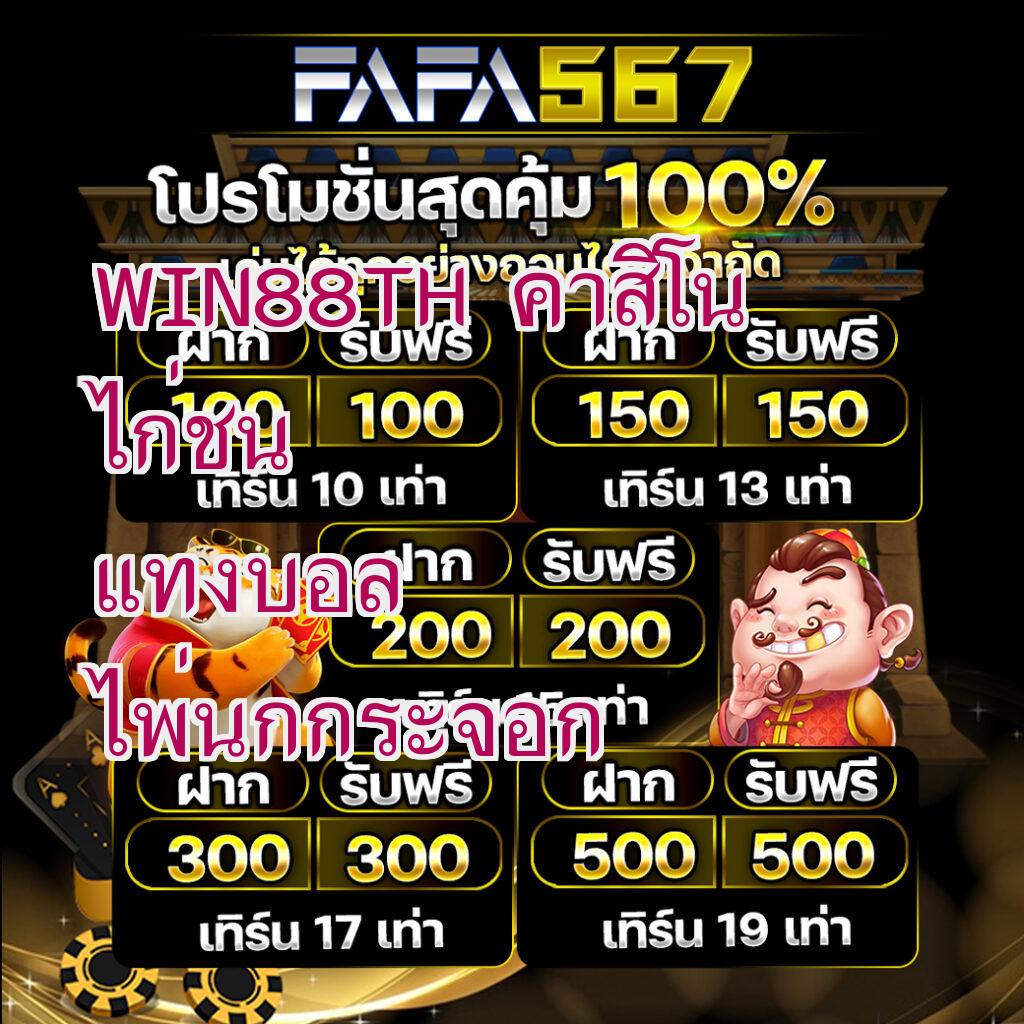 FAFA567
โปรโมชั่นสุดคุ้ม 100%
WIN88TH คาสิโน
ฝาก รับฟรี ฝาก รับฟรี
100 100 150 150
ไก่ชน
เทิร์น 10 เท่า เทิร์น 13 เท่า
แทงบอล
ฝาก รับฟรี
200 200
ไพ่นกกระจอก
เท่า
ฝาก รับฟรี ฝาก รับฟรี
300 300 500 500
เทิร์น 17 เท่า เทิร์น 19 เท่า